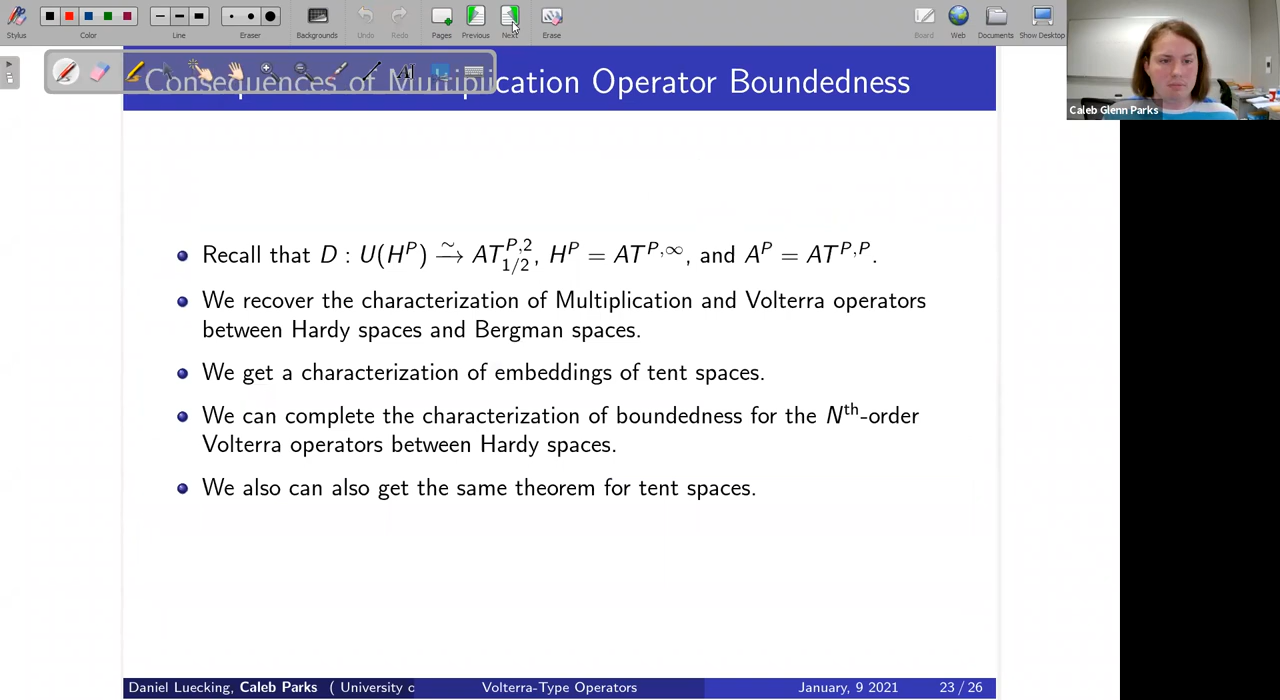 Stylus
Color
Line
Eraser
Backgrounds
Undo
Redo
Pages
Previous
Next
Erase
Board
Web
Documents
Show Desktop
Caleb Glenn Parks
Consequences of Multiplication Operator Boundedness
Recall that D : U(H^P) ⥲ AT^{P,2}_{1/2}, H^P = AT^{P,∞}, and A^P = AT^{P,P}.
We recover the characterization of Multiplication and Volterra operators
between Hardy spaces and Bergman spaces.
We get a characterization of embeddings of tent spaces.
We can complete the characterization of boundedness for the N^th-order
Volterra operators between Hardy spaces.
We also can also get the same theorem for tent spaces.
Daniel Luecking, Caleb Parks ( University o
Volterra-Type Operators
January, 9 2021
23 / 26